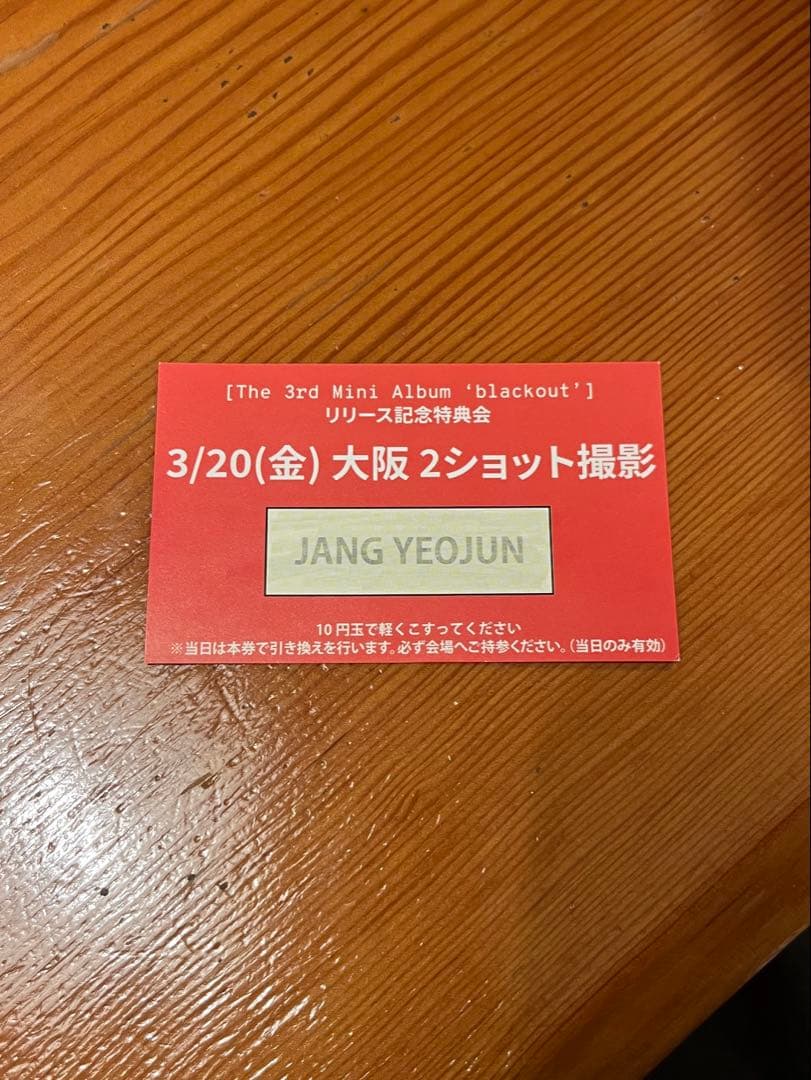 [The 3rd Mini Album ‘blackout’]
リリース記念特典会
3/20(金) 大阪 2ショット撮影
JANG YEOJUN
10円玉で軽くこすってください
※当日は本券で引き換えを行います。必ず会場へご持参ください。(当日のみ有効)